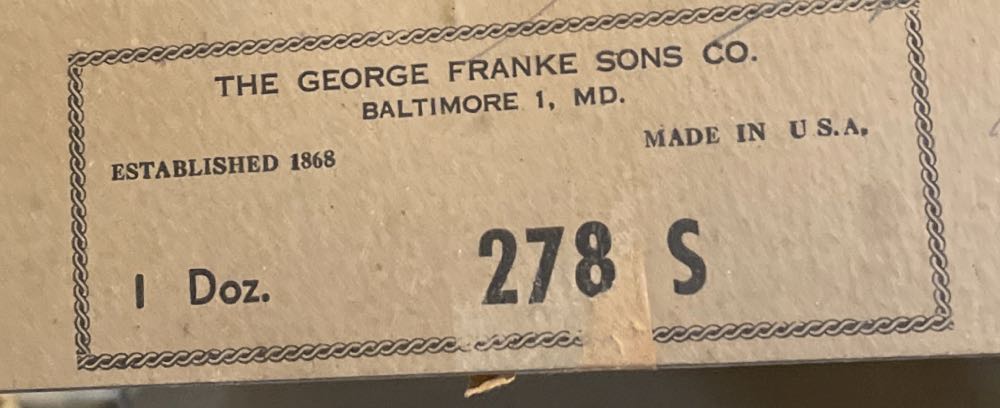 THE GEORGE FRANKE SONS CO.
BALTIMORE 1, MD.
MADE IN U.S.A.
ESTABLISHED 1868
1 Doz.
278 S